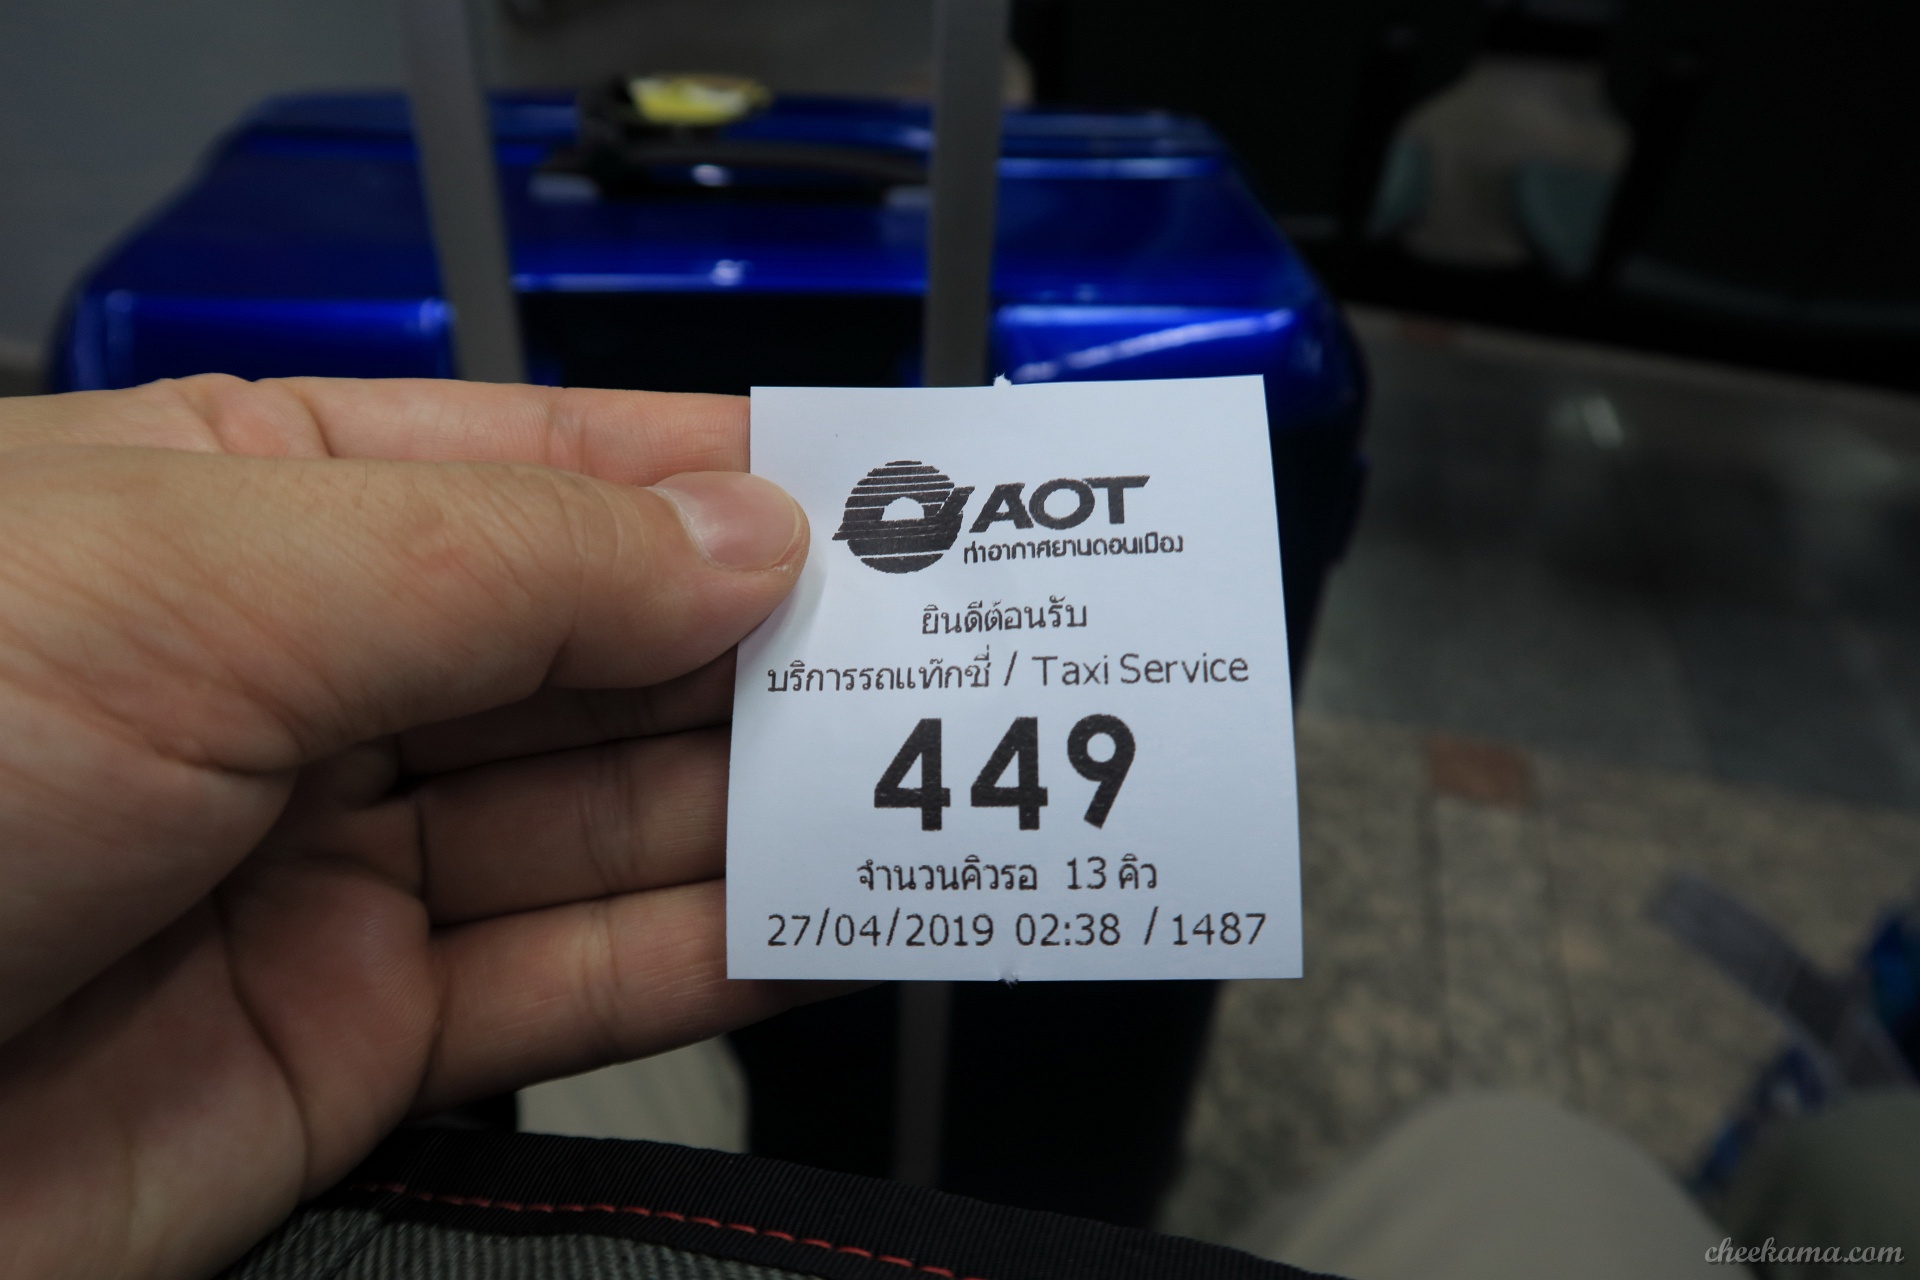 AOT
ท่าอากาศยานดอนเมือง
ยินดีต้อนรับ
บริการรถแท๊กซี่ / Taxi Service
449
จำนวนคิวรอ 13 คิว
27/04/2019 02:38 / 1487
cheekama.com